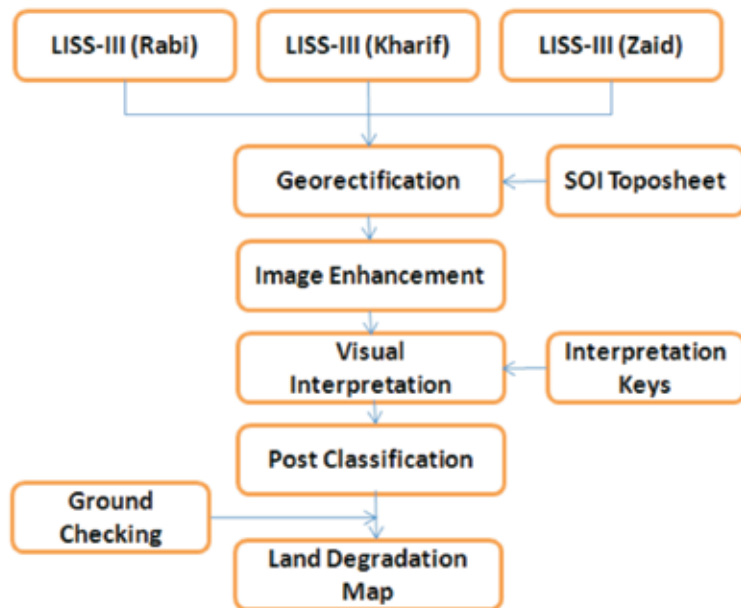 LISS-III (Rabi)
LISS-III (Kharif)
LISS-III (Zaid)
Georectification
SOI Toposheet
Image Enhancement
Visual
Interpretation
Interpretation
Keys
Post Classification
Ground
Checking
Land Degradation
Map